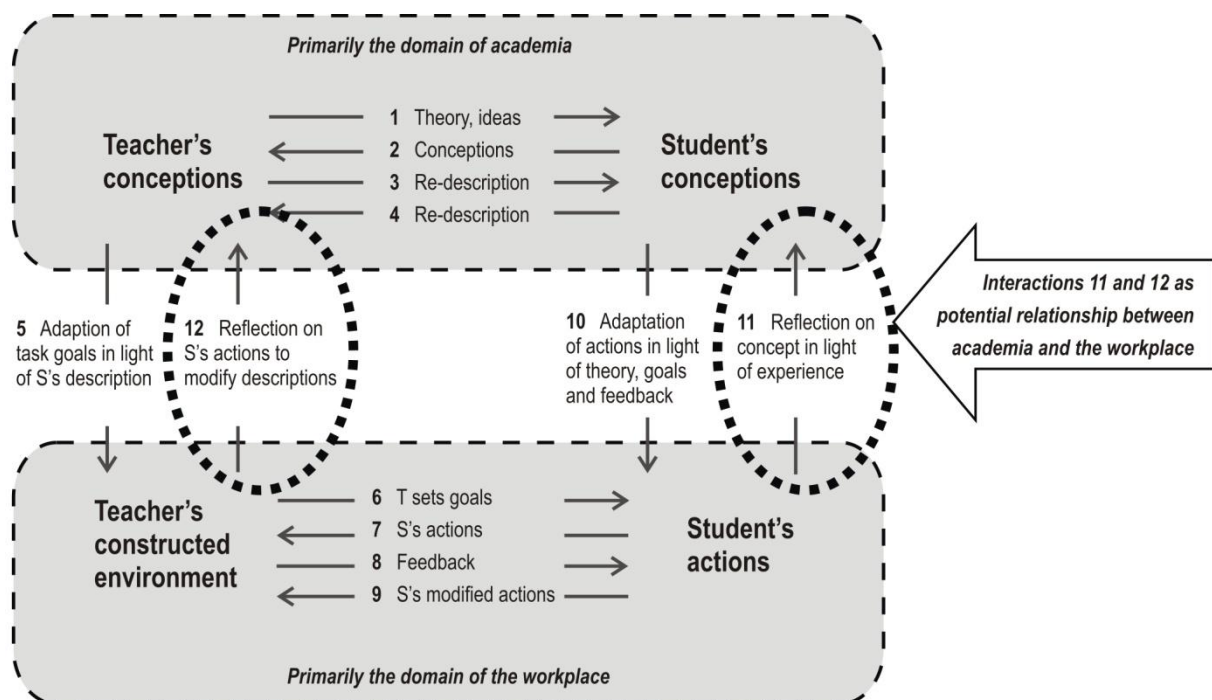 Primarily the domain of academia
Teacher's
conceptions
1 Theory, ideas
2 Conceptions
3 Re-description
4 Re-description
Student's
conceptions
5 Adaption of
task goals in light
of S's description
12 Reflection on
S's actions to
modify descriptions
10 Adaptation
of actions in light
of theory, goals
and feedback
11 Reflection on
concept in light
of experience
Interactions 11 and 12 as
potential relationship between
academia and the workplace
Teacher's
constructed
environment
6 T sets goals
7 S's actions
8 Feedback
9 S's modified actions
Student's
actions
Primarily the domain of the workplace